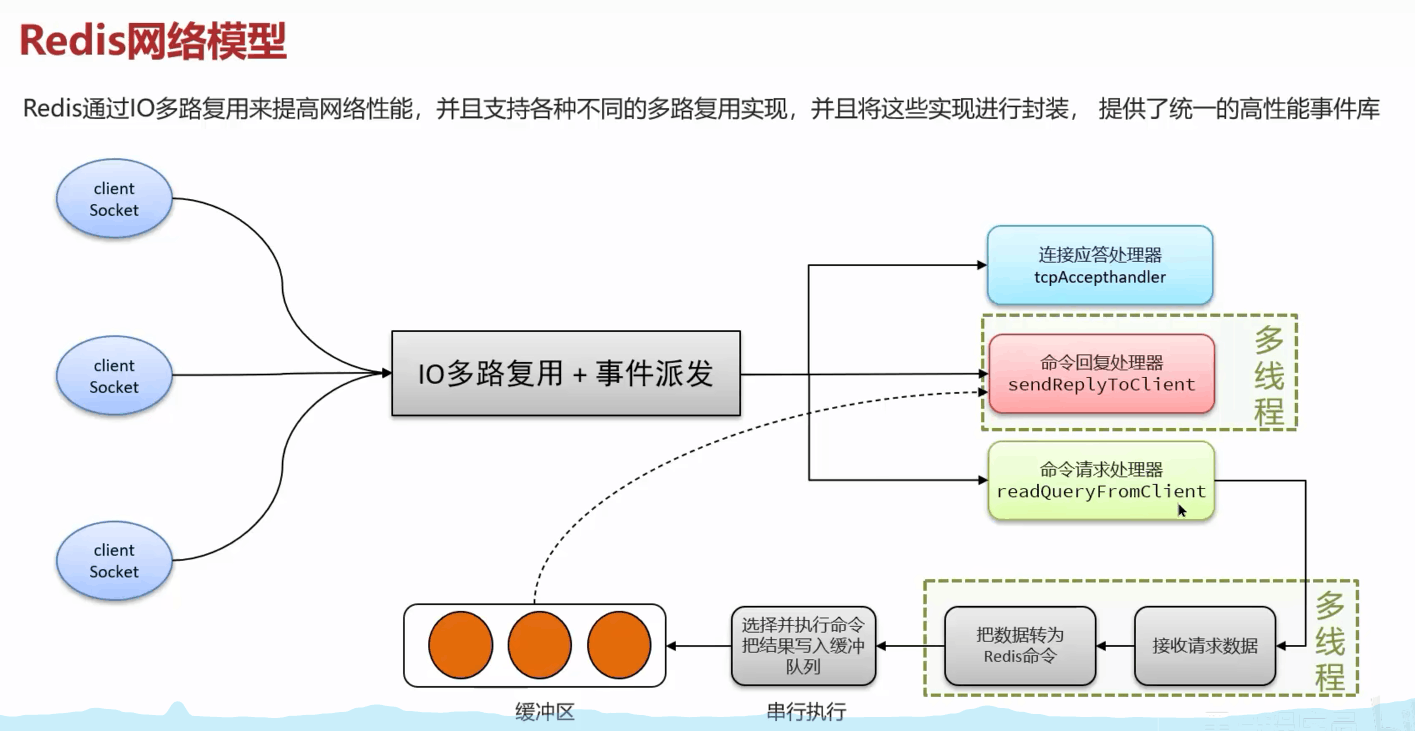 Redis网络模型
Redis通过IO多路复用来提高网络性能，并且支持各种不同的多路复用实现，并且将这些实现进行封装， 提供了统一的高性能事件库
client
Socket
client
Socket
client
Socket
IO多路复用 + 事件派发
连接应答处理器
tcpAccepthandler
命令回复处理器
sendReplyToClient
多线程
命令请求处理器
readQueryFromClient
接收请求数据
把数据转为
Redis命令
多线程
选择并执行命令
把结果写入缓冲
队列
串行执行
缓冲区